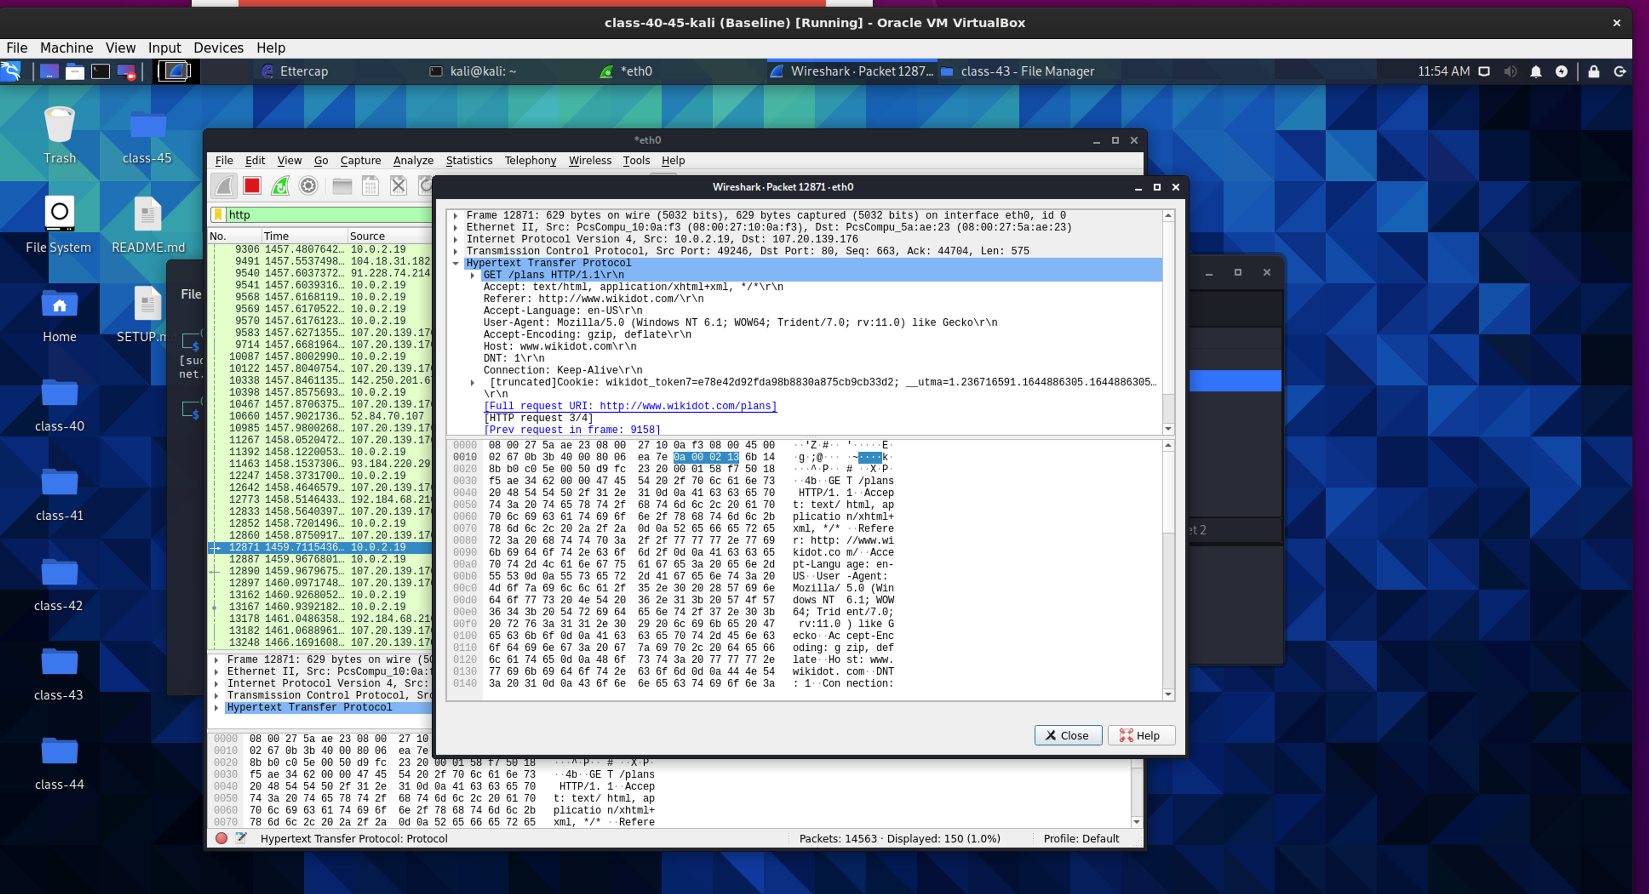 class-40-45-kali (Baseline) [Running] - Oracle VM VirtualBox
File Machine View Input Devices Help
Ettercap
kali@kali: ~
*eth0
Wireshark · Packet 1287...
class-43 - File Manager
11:54 AM
Trash
class-45
File System
README.md
Home
SETUP.m
class-40
class-41
class-42
class-43
class-44
File
[suc
net.
*eth0
File Edit View Go Capture Analyze Statistics Telephony Wireless Tools Help
http
No. Time Source
9306 1457.4807642… 10.0.2.19
9491 1457.5537498… 104.18.31.182
9540 1457.6037372… 91.228.74.214
9541 1457.6039316… 10.0.2.19
9568 1457.6168119… 10.0.2.19
9569 1457.6170522… 10.0.2.19
9570 1457.6176123… 10.0.2.19
9583 1457.6271355… 107.20.139.176
9714 1457.6681964… 107.20.139.176
10087 1457.8002990… 10.0.2.19
10122 1457.8040754… 107.20.139.176
10338 1457.8461135… 142.250.201.67
10398 1457.8575693… 10.0.2.19
10467 1457.8706375… 107.20.139.176
10660 1457.9021736… 52.84.70.107
10985 1457.9800268… 107.20.139.176
11267 1458.0520472… 107.20.139.176
11392 1458.1220053… 10.0.2.19
11463 1458.1537306… 93.184.220.29
12247 1458.3731700… 10.0.2.19
12642 1458.4646579… 107.20.139.176
12773 1458.5146433… 192.184.68.216
12833 1458.5640397… 107.20.139.176
12852 1458.7201496… 10.0.2.19
12860 1458.8750917… 107.20.139.176
12871 1459.7115436… 10.0.2.19
12887 1459.9676801… 10.0.2.19
12890 1459.9679675… 107.20.139.176
12897 1460.0971748… 107.20.139.176
13162 1460.9268052… 10.0.2.19
13167 1460.9392182… 10.0.2.19
13178 1461.0486358… 192.184.68.216
13182 1461.0688961… 107.20.139.176
13248 1466.1691608… 107.20.139.176
Frame 12871: 629 bytes on wire (50
Ethernet II, Src: PcsCompu_10:0a:f
Internet Protocol Version 4, Src:
Transmission Control Protocol, Src
Hypertext Transfer Protocol
0000 08 00 27 5a ae 23 08 00 27 10
0010 02 67 0b 3b 40 00 80 06 ea 7e
0020 8b b0 c0 5e 00 50 d9 fc 23 20 00 01 58 f7 50 18 ···^·P·· # ··X·P·
0030 f5 ae 34 62 00 00 47 45 54 20 2f 70 6c 61 6e 73 ··4b··GE T /plans
0040 20 48 54 54 50 2f 31 2e 31 0d 0a 41 63 63 65 70 HTTP/1. 1··Accep
0050 74 3a 20 74 65 78 74 2f 68 74 6d 6c 2c 20 61 70 t: text/ html, ap
0060 70 6c 69 63 61 74 69 6f 6e 2f 78 68 74 6d 6c 2b plicatio n/xhtml+
0070 78 6d 6c 2c 20 2a 2f 2a 0d 0a 52 65 66 65 72 65 xml, */* ··Refere
Hypertext Transfer Protocol: Protocol
Packets: 14563 · Displayed: 150 (1.0%)
Profile: Default
Wireshark · Packet 12871 · eth0
Frame 12871: 629 bytes on wire (5032 bits), 629 bytes captured (5032 bits) on interface eth0, id 0
Ethernet II, Src: PcsCompu_10:0a:f3 (08:00:27:10:0a:f3), Dst: PcsCompu_5a:ae:23 (08:00:27:5a:ae:23)
Internet Protocol Version 4, Src: 10.0.2.19, Dst: 107.20.139.176
Transmission Control Protocol, Src Port: 49246, Dst Port: 80, Seq: 663, Ack: 44704, Len: 575
Hypertext Transfer Protocol
GET /plans HTTP/1.1\r\n
Accept: text/html, application/xhtml+xml, */*\r\n
Referer: http://www.wikidot.com/\r\n
Accept-Language: en-US\r\n
User-Agent: Mozilla/5.0 (Windows NT 6.1; WOW64; Trident/7.0; rv:11.0) like Gecko\r\n
Accept-Encoding: gzip, deflate\r\n
Host: www.wikidot.com\r\n
DNT: 1\r\n
Connection: Keep-Alive\r\n
[truncated]Cookie: wikidot_token7=e78e42d92fda98b8830a875cb9cb33d2; __utma=1.236716591.1644886305.1644886305…
\r\n
[Full request URI: http://www.wikidot.com/plans]
[HTTP request 3/4]
[Prev request in frame: 9158]
0000 08 00 27 5a ae 23 08 00 27 10 0a f3 08 00 45 00 ··'Z·#·· '·····E·
0010 02 67 0b 3b 40 00 80 06 ea 7e 0a 00 02 13 6b 14 ·g·;@··· ·~····k·
0020 8b b0 c0 5e 00 50 d9 fc 23 20 00 01 58 f7 50 18 ···^·P·· # ··X·P·
0030 f5 ae 34 62 00 00 47 45 54 20 2f 70 6c 61 6e 73 ··4b··GE T /plans
0040 20 48 54 54 50 2f 31 2e 31 0d 0a 41 63 63 65 70 HTTP/1. 1··Accep
0050 74 3a 20 74 65 78 74 2f 68 74 6d 6c 2c 20 61 70 t: text/ html, ap
0060 70 6c 69 63 61 74 69 6f 6e 2f 78 68 74 6d 6c 2b plicatio n/xhtml+
0070 78 6d 6c 2c 20 2a 2f 2a 0d 0a 52 65 66 65 72 65 xml, */* ··Refere
0080 72 3a 20 68 74 74 70 3a 2f 2f 77 77 77 2e 77 69 r: http: //www.wi
0090 6b 69 64 6f 74 2e 63 6f 6d 2f 0d 0a 41 63 63 65 kidot.co m/··Acce
00a0 70 74 2d 4c 61 6e 67 75 61 67 65 3a 20 65 6e 2d pt-Langu age: en-
00b0 55 53 0d 0a 55 73 65 72 2d 41 67 65 6e 74 3a 20 US··User -Agent:
00c0 4d 6f 7a 69 6c 6c 61 2f 35 2e 30 20 28 57 69 6e Mozilla/ 5.0 (Win
00d0 64 6f 77 73 20 4e 54 20 36 2e 31 3b 20 57 4f 57 dows NT 6.1; WOW
00e0 36 34 3b 20 54 72 69 64 65 6e 74 2f 37 2e 30 3b 64; Trid ent/7.0;
00f0 20 72 76 3a 31 31 2e 30 29 20 6c 69 6b 65 20 47 rv:11.0 ) like G
0100 65 63 6b 6f 0d 0a 41 63 63 65 70 74 2d 45 6e 63 ecko··Ac cept-Enc
0110 6f 64 69 6e 67 3a 20 67 7a 69 70 2c 20 64 65 66 oding: g zip, def
0120 6c 61 74 65 0d 0a 48 6f 73 74 3a 20 77 77 77 2e late··Ho st: www.
0130 77 69 6b 69 64 6f 74 2e 63 6f 6d 0d 0a 44 4e 54 wikidot. com··DNT
0140 3a 20 31 0d 0a 43 6f 6e 6e 65 63 74 69 6f 6e 3a : 1··Con nection:
Close
Help
et 2